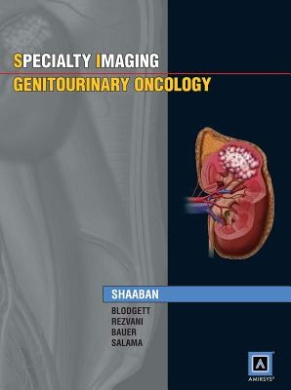 SPECIALTY IMAGING
GENITOURINARY ONCOLOGY
SHAABAN
BLODGETT
REZVANI
BAUER
SALAMA
A
AMIRSYS®